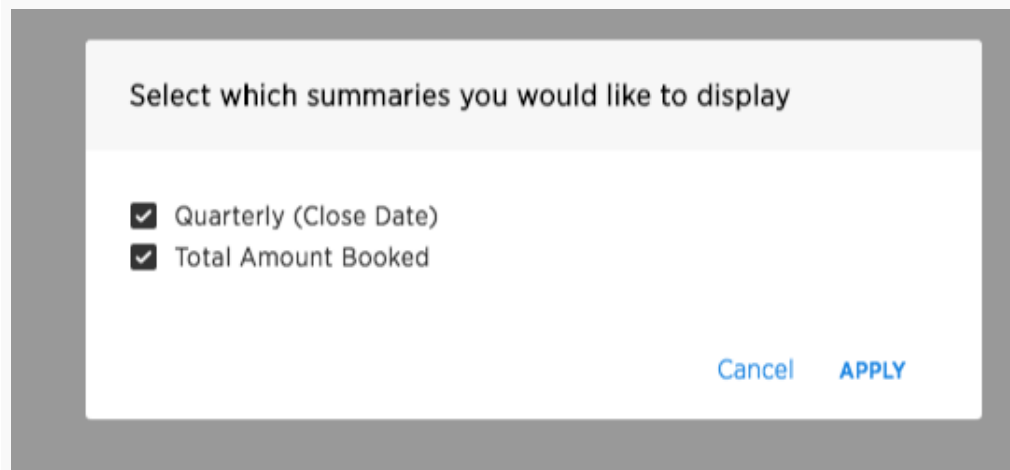 Select which summaries you would like to display
Quarterly (Close Date)
Total Amount Booked
Cancel APPLY